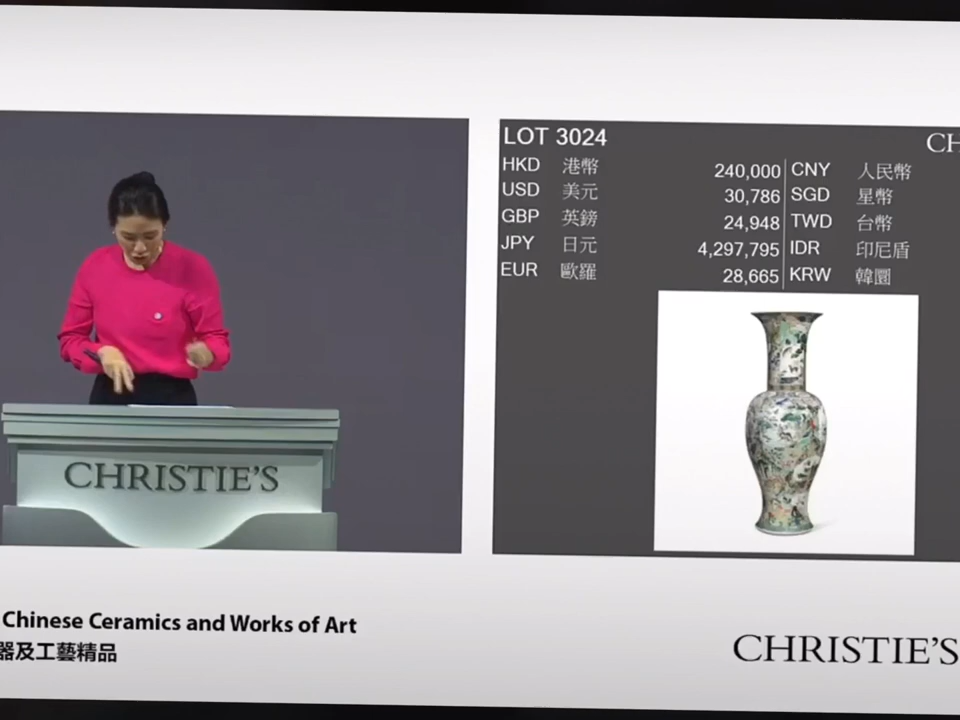 CHRISTIE'S
LOT 3024
CH
HKD 港幣 240,000 CNY 人民幣
USD 美元 30,786 SGD 星幣
GBP 英鎊 24,948 TWD 台幣
JPY 日元 4,297,795 IDR 印尼盾
EUR 歐羅 28,665 KRW 韓圜
Chinese Ceramics and Works of Art
器及工藝精品
CHRISTIE'S